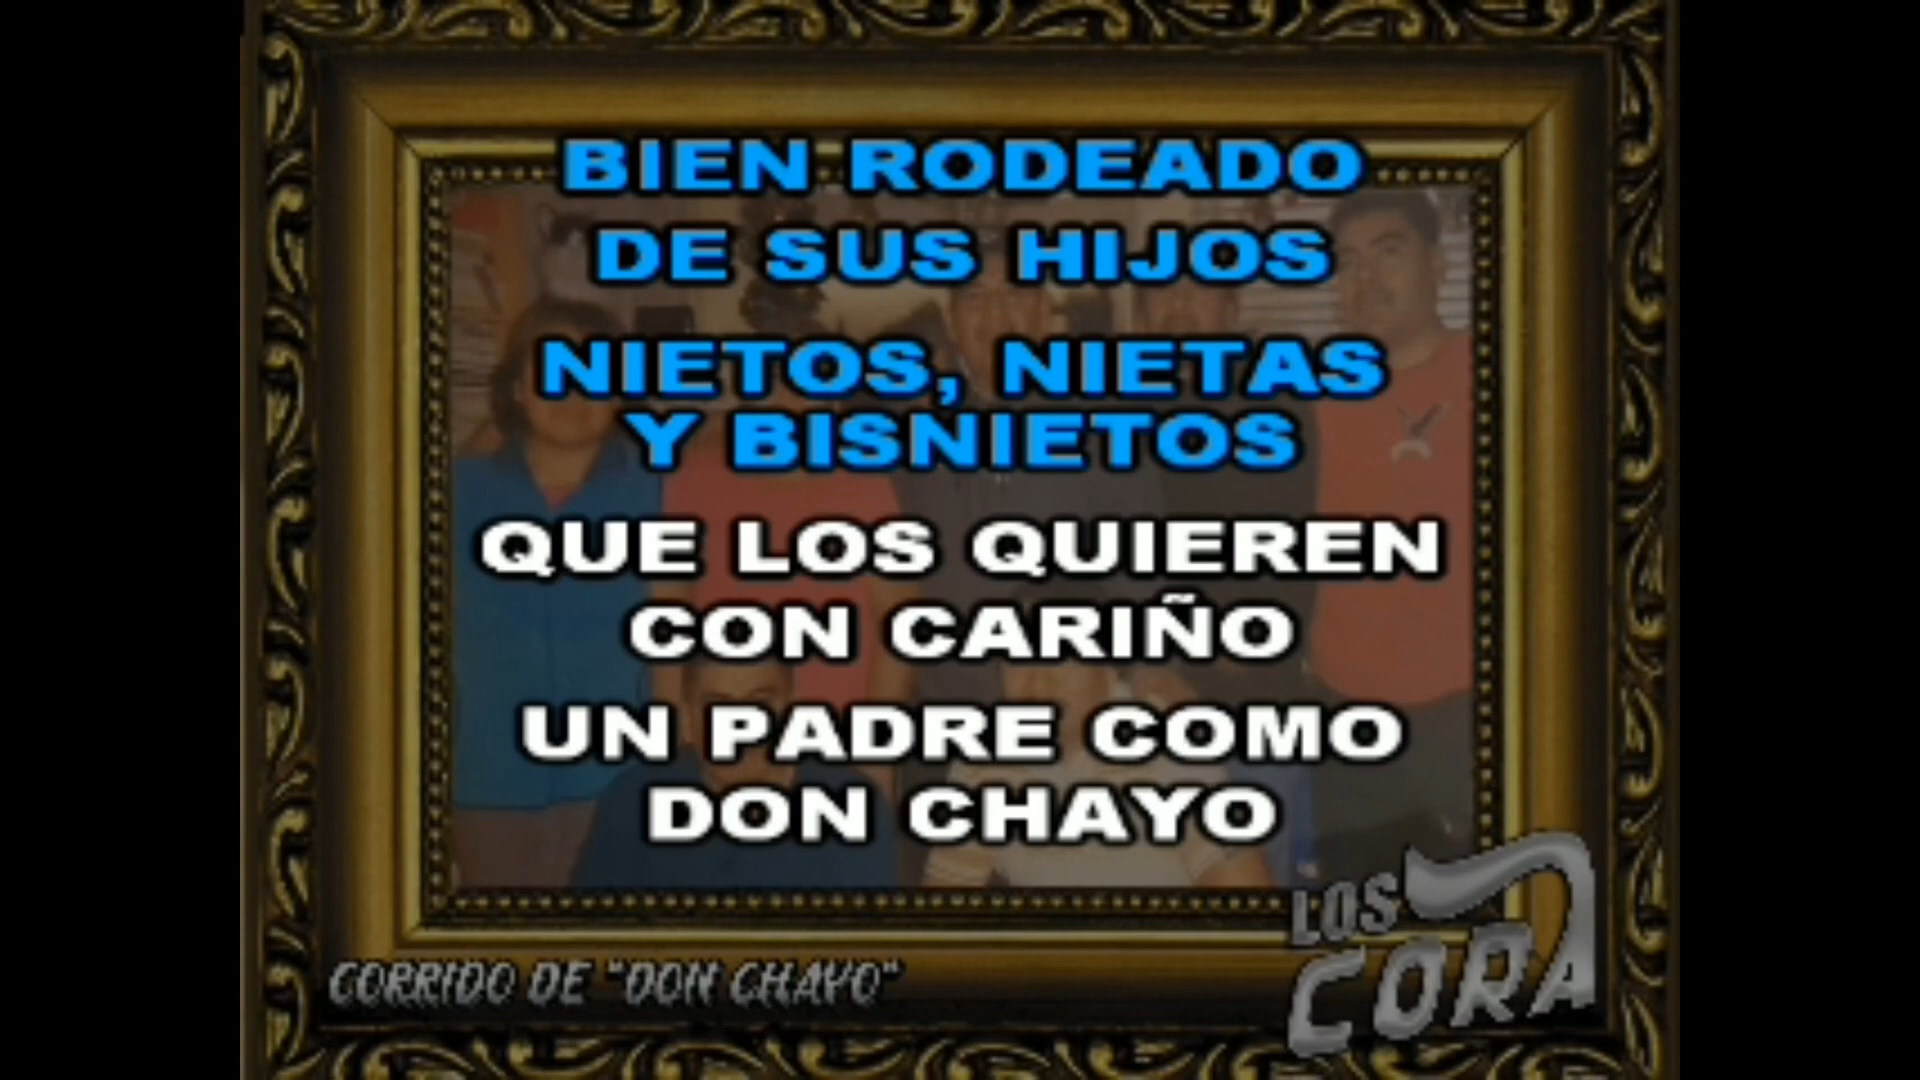 BIEN RODEADO
DE SUS HIJOS
NIETOS, NIETAS
Y BISNIETOS
QUE LOS QUIEREN
CON CARIÑO
UN PADRE COMO
DON CHAYO
CORRIDO DE "DON CHAYO"
LOS
CORA